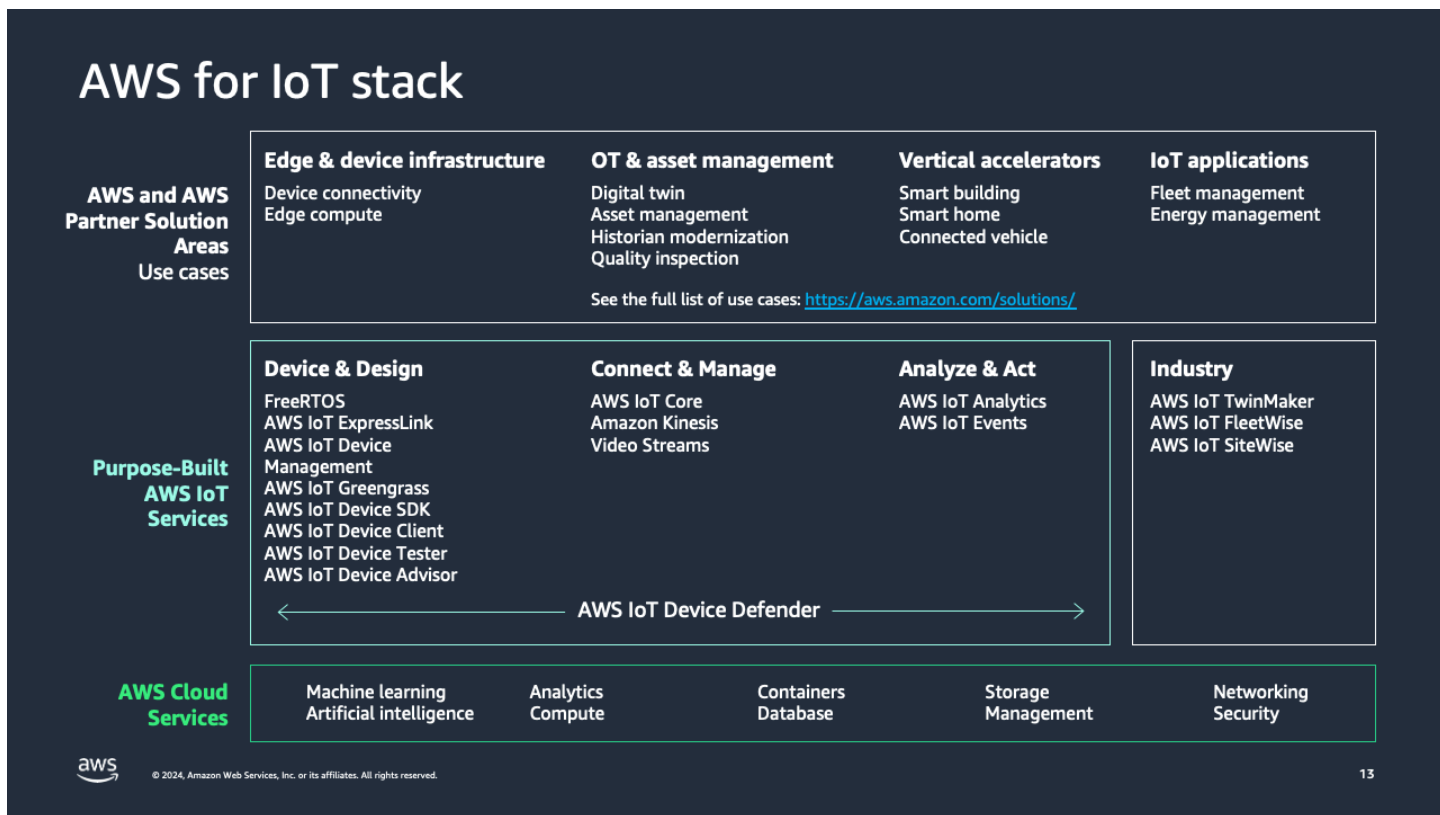 AWS for IoT stack
AWS and AWS
Partner Solution
Areas
Use cases
Edge & device infrastructure
Device connectivity
Edge compute
OT & asset management
Digital twin
Asset management
Historian modernization
Quality inspection
See the full list of use cases: https://aws.amazon.com/solutions/
Vertical accelerators
Smart building
Smart home
Connected vehicle
IoT applications
Fleet management
Energy management
Purpose-Built
AWS IoT
Services
Device & Design
FreeRTOS
AWS IoT ExpressLink
AWS IoT Device
Management
AWS IoT Greengrass
AWS IoT Device SDK
AWS IoT Device Client
AWS IoT Device Tester
AWS IoT Device Advisor
Connect & Manage
AWS IoT Core
Amazon Kinesis
Video Streams
Analyze & Act
AWS IoT Analytics
AWS IoT Events
AWS IoT Device Defender
Industry
AWS IoT TwinMaker
AWS IoT FleetWise
AWS IoT SiteWise
AWS Cloud
Services
Machine learning
Artificial intelligence
Analytics
Compute
Containers
Database
Storage
Management
Networking
Security
aws
© 2024, Amazon Web Services, Inc. or its affiliates. All rights reserved.
13